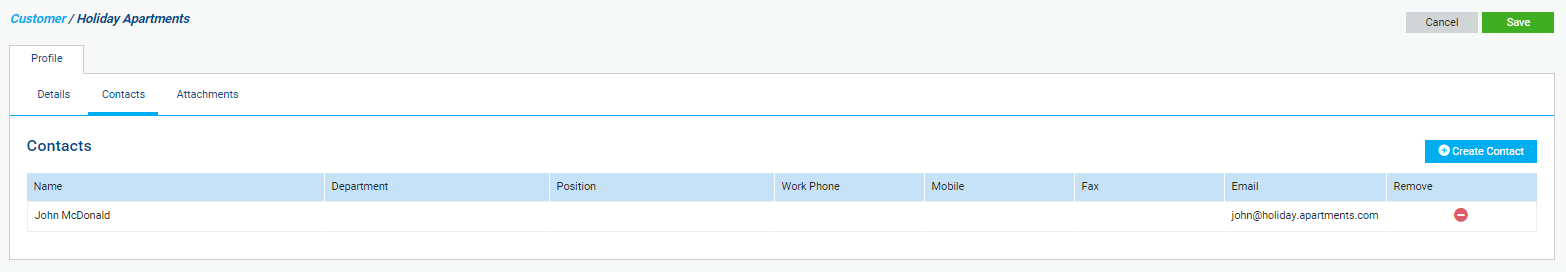 Customer / Holiday Apartments
Cancel Save
Profile
Details Contacts Attachments
Contacts
Create Contact
Name Department Position Work Phone Mobile Fax Email Remove
John McDonald john@holiday.apartments.com